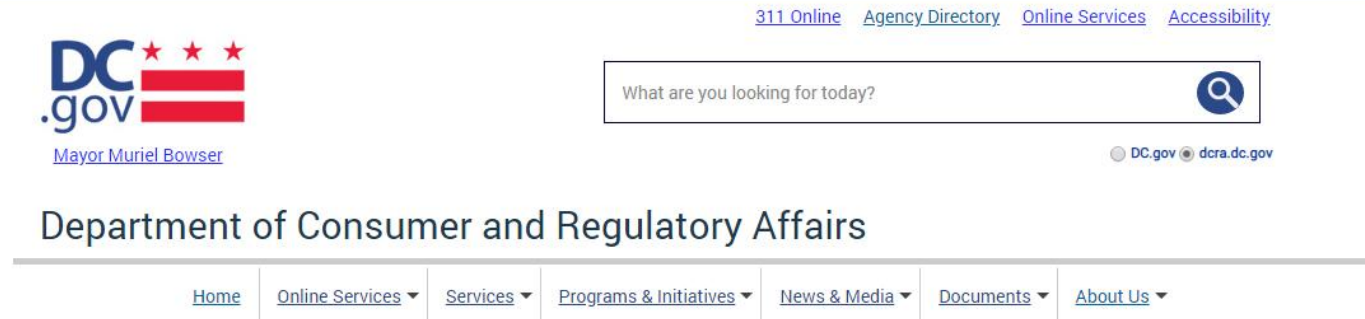 311 Online Agency Directory Online Services Accessibility
DC
.gov
What are you looking for today?
Mayor Muriel Bowser
DC.gov dcra.dc.gov
Department of Consumer and Regulatory Affairs
Home Online Services Services Programs & Initiatives News & Media Documents About Us